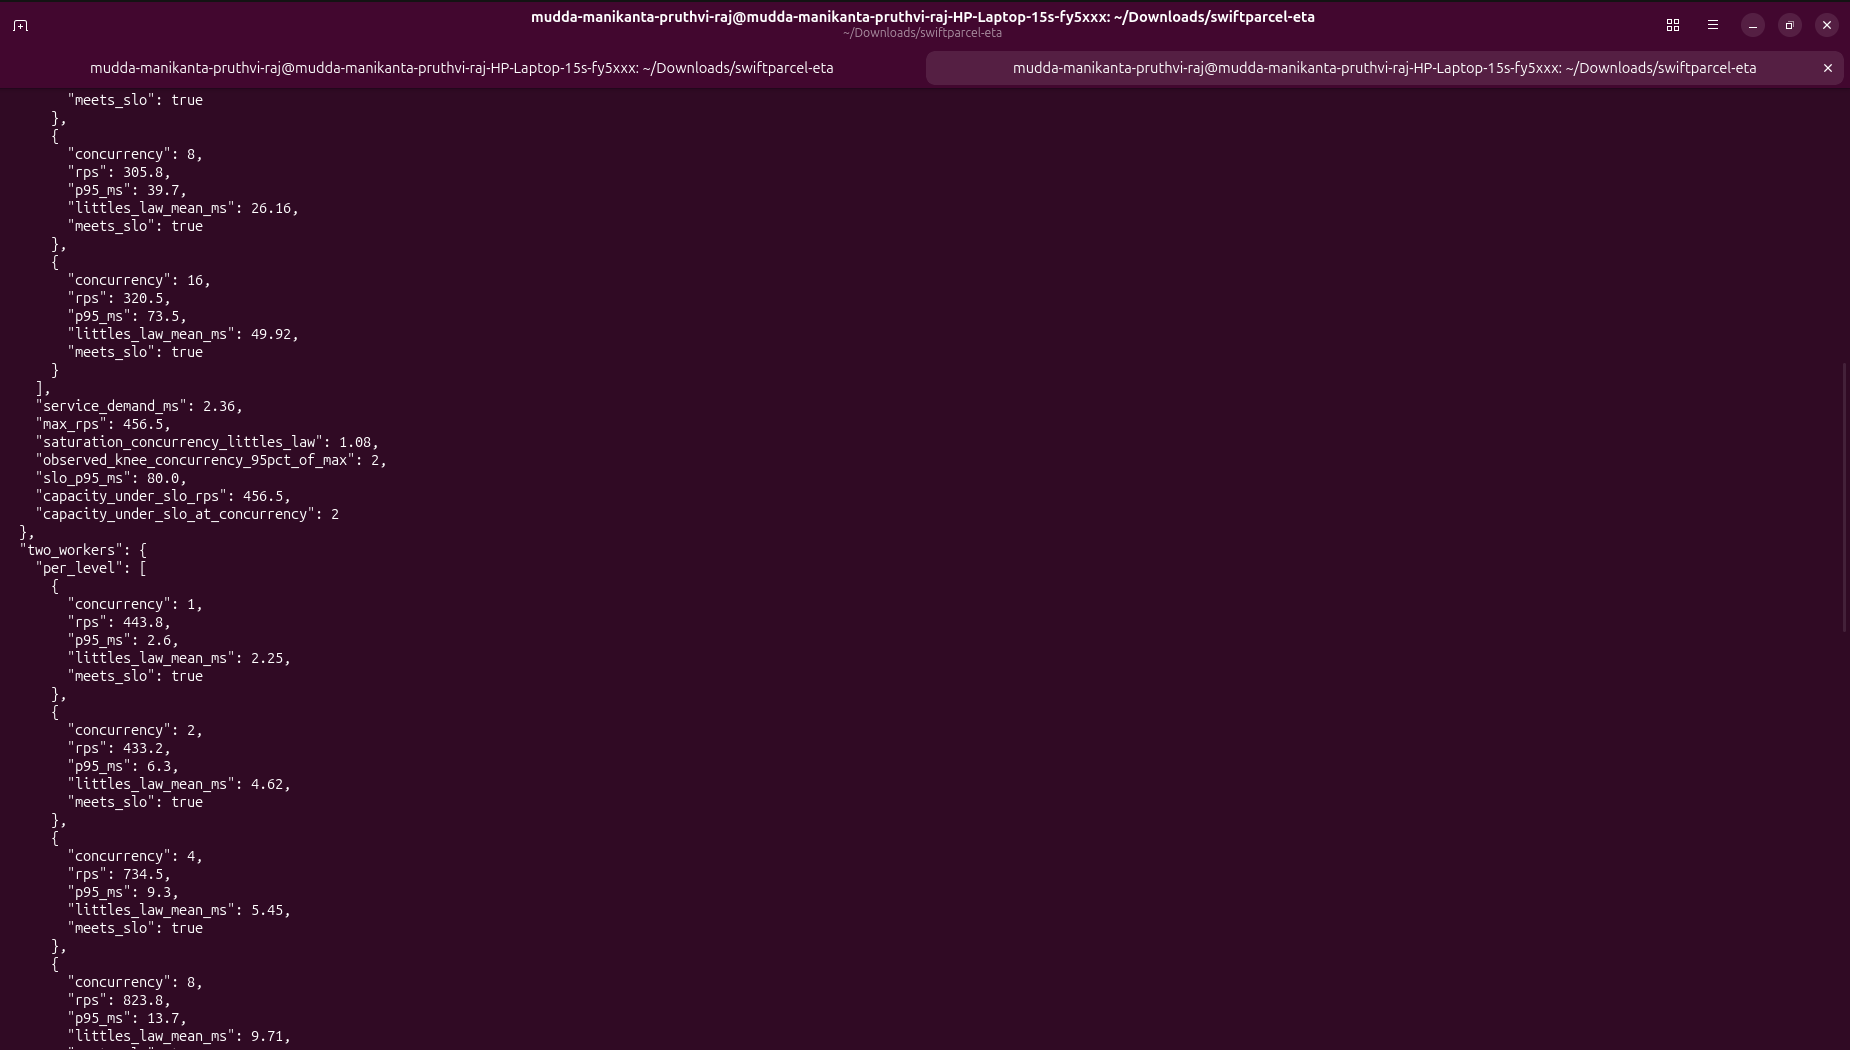 mudda-manikanta-pruthvi-raj@mudda-manikanta-pruthvi-raj-HP-Laptop-15s-fy5xxx: ~/Downloads/swiftparcel-eta
~/Downloads/swiftparcel-eta
mudda-manikanta-pruthvi-raj@mudda-manikanta-pruthvi-raj-HP-Laptop-15s-fy5xxx: ~/Downloads/swiftparcel-eta
mudda-manikanta-pruthvi-raj@mudda-manikanta-pruthvi-raj-HP-Laptop-15s-fy5xxx: ~/Downloads/swiftparcel-eta
"meets_slo": true
},
{
"concurrency": 8,
"rps": 305.8,
"p95_ms": 39.7,
"littles_law_mean_ms": 26.16,
"meets_slo": true
},
{
"concurrency": 16,
"rps": 320.5,
"p95_ms": 73.5,
"littles_law_mean_ms": 49.92,
"meets_slo": true
}
],
"service_demand_ms": 2.36,
"max_rps": 456.5,
"saturation_concurrency_littles_law": 1.08,
"observed_knee_concurrency_95pct_of_max": 2,
"slo_p95_ms": 80.0,
"capacity_under_slo_rps": 456.5,
"capacity_under_slo_at_concurrency": 2
},
"two_workers": {
"per_level": [
{
"concurrency": 1,
"rps": 443.8,
"p95_ms": 2.6,
"littles_law_mean_ms": 2.25,
"meets_slo": true
},
{
"concurrency": 2,
"rps": 433.2,
"p95_ms": 6.3,
"littles_law_mean_ms": 4.62,
"meets_slo": true
},
{
"concurrency": 4,
"rps": 734.5,
"p95_ms": 9.3,
"littles_law_mean_ms": 5.45,
"meets_slo": true
},
{
"concurrency": 8,
"rps": 823.8,
"p95_ms": 13.7,
"littles_law_mean_ms": 9.71,